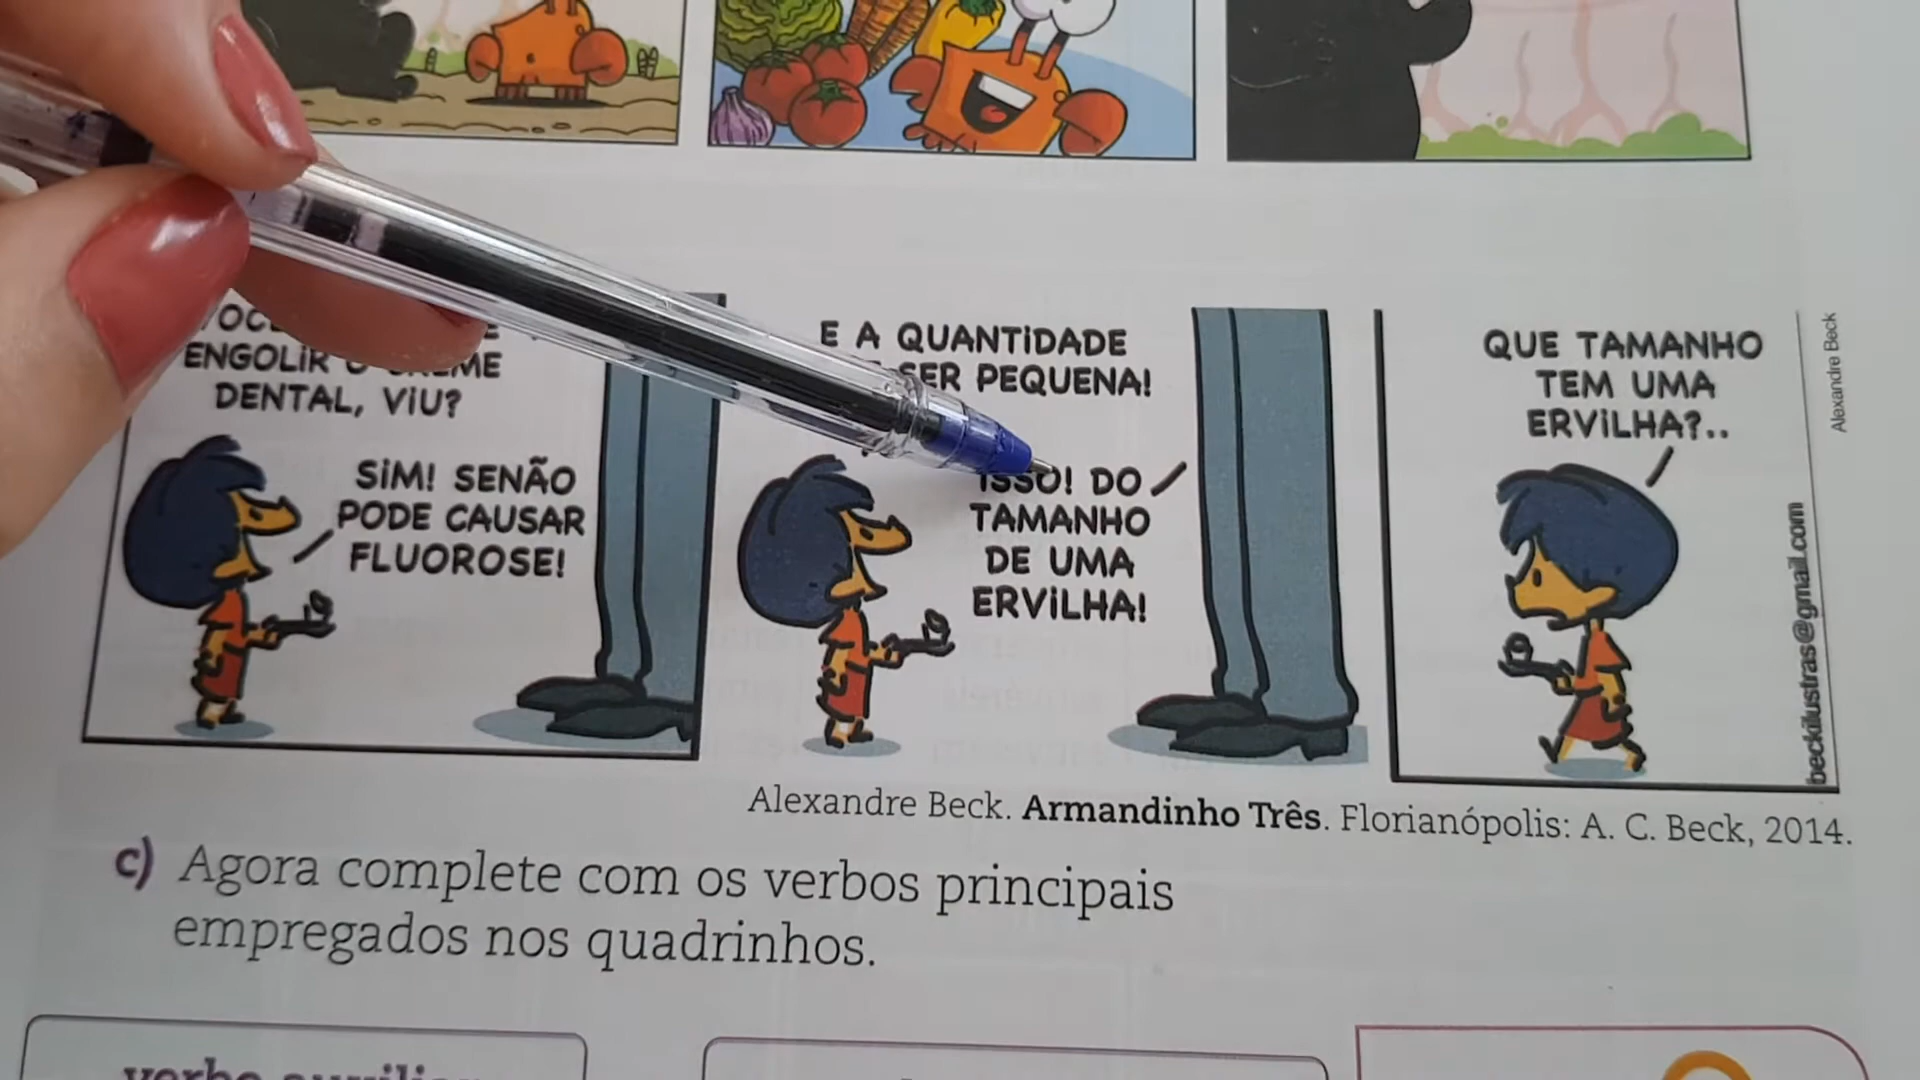 ENGOLIR
DENTAL, VIU?
SIM! SENÃO
PODE CAUSAR
FLUOROSE!
E A QUANTIDADE
SER PEQUENA!
ISSO! DO
TAMANHO
DE UMA
ERVILHA!
QUE TAMANHO
TEM UMA
ERVILHA?..
Alexandre Beck
beckilustras@gmail.com
Alexandre Beck. Armandinho Três. Florianópolis: A. C. Beck, 2014.
c) Agora complete com os verbos principais
empregados nos quadrinhos.
verbo